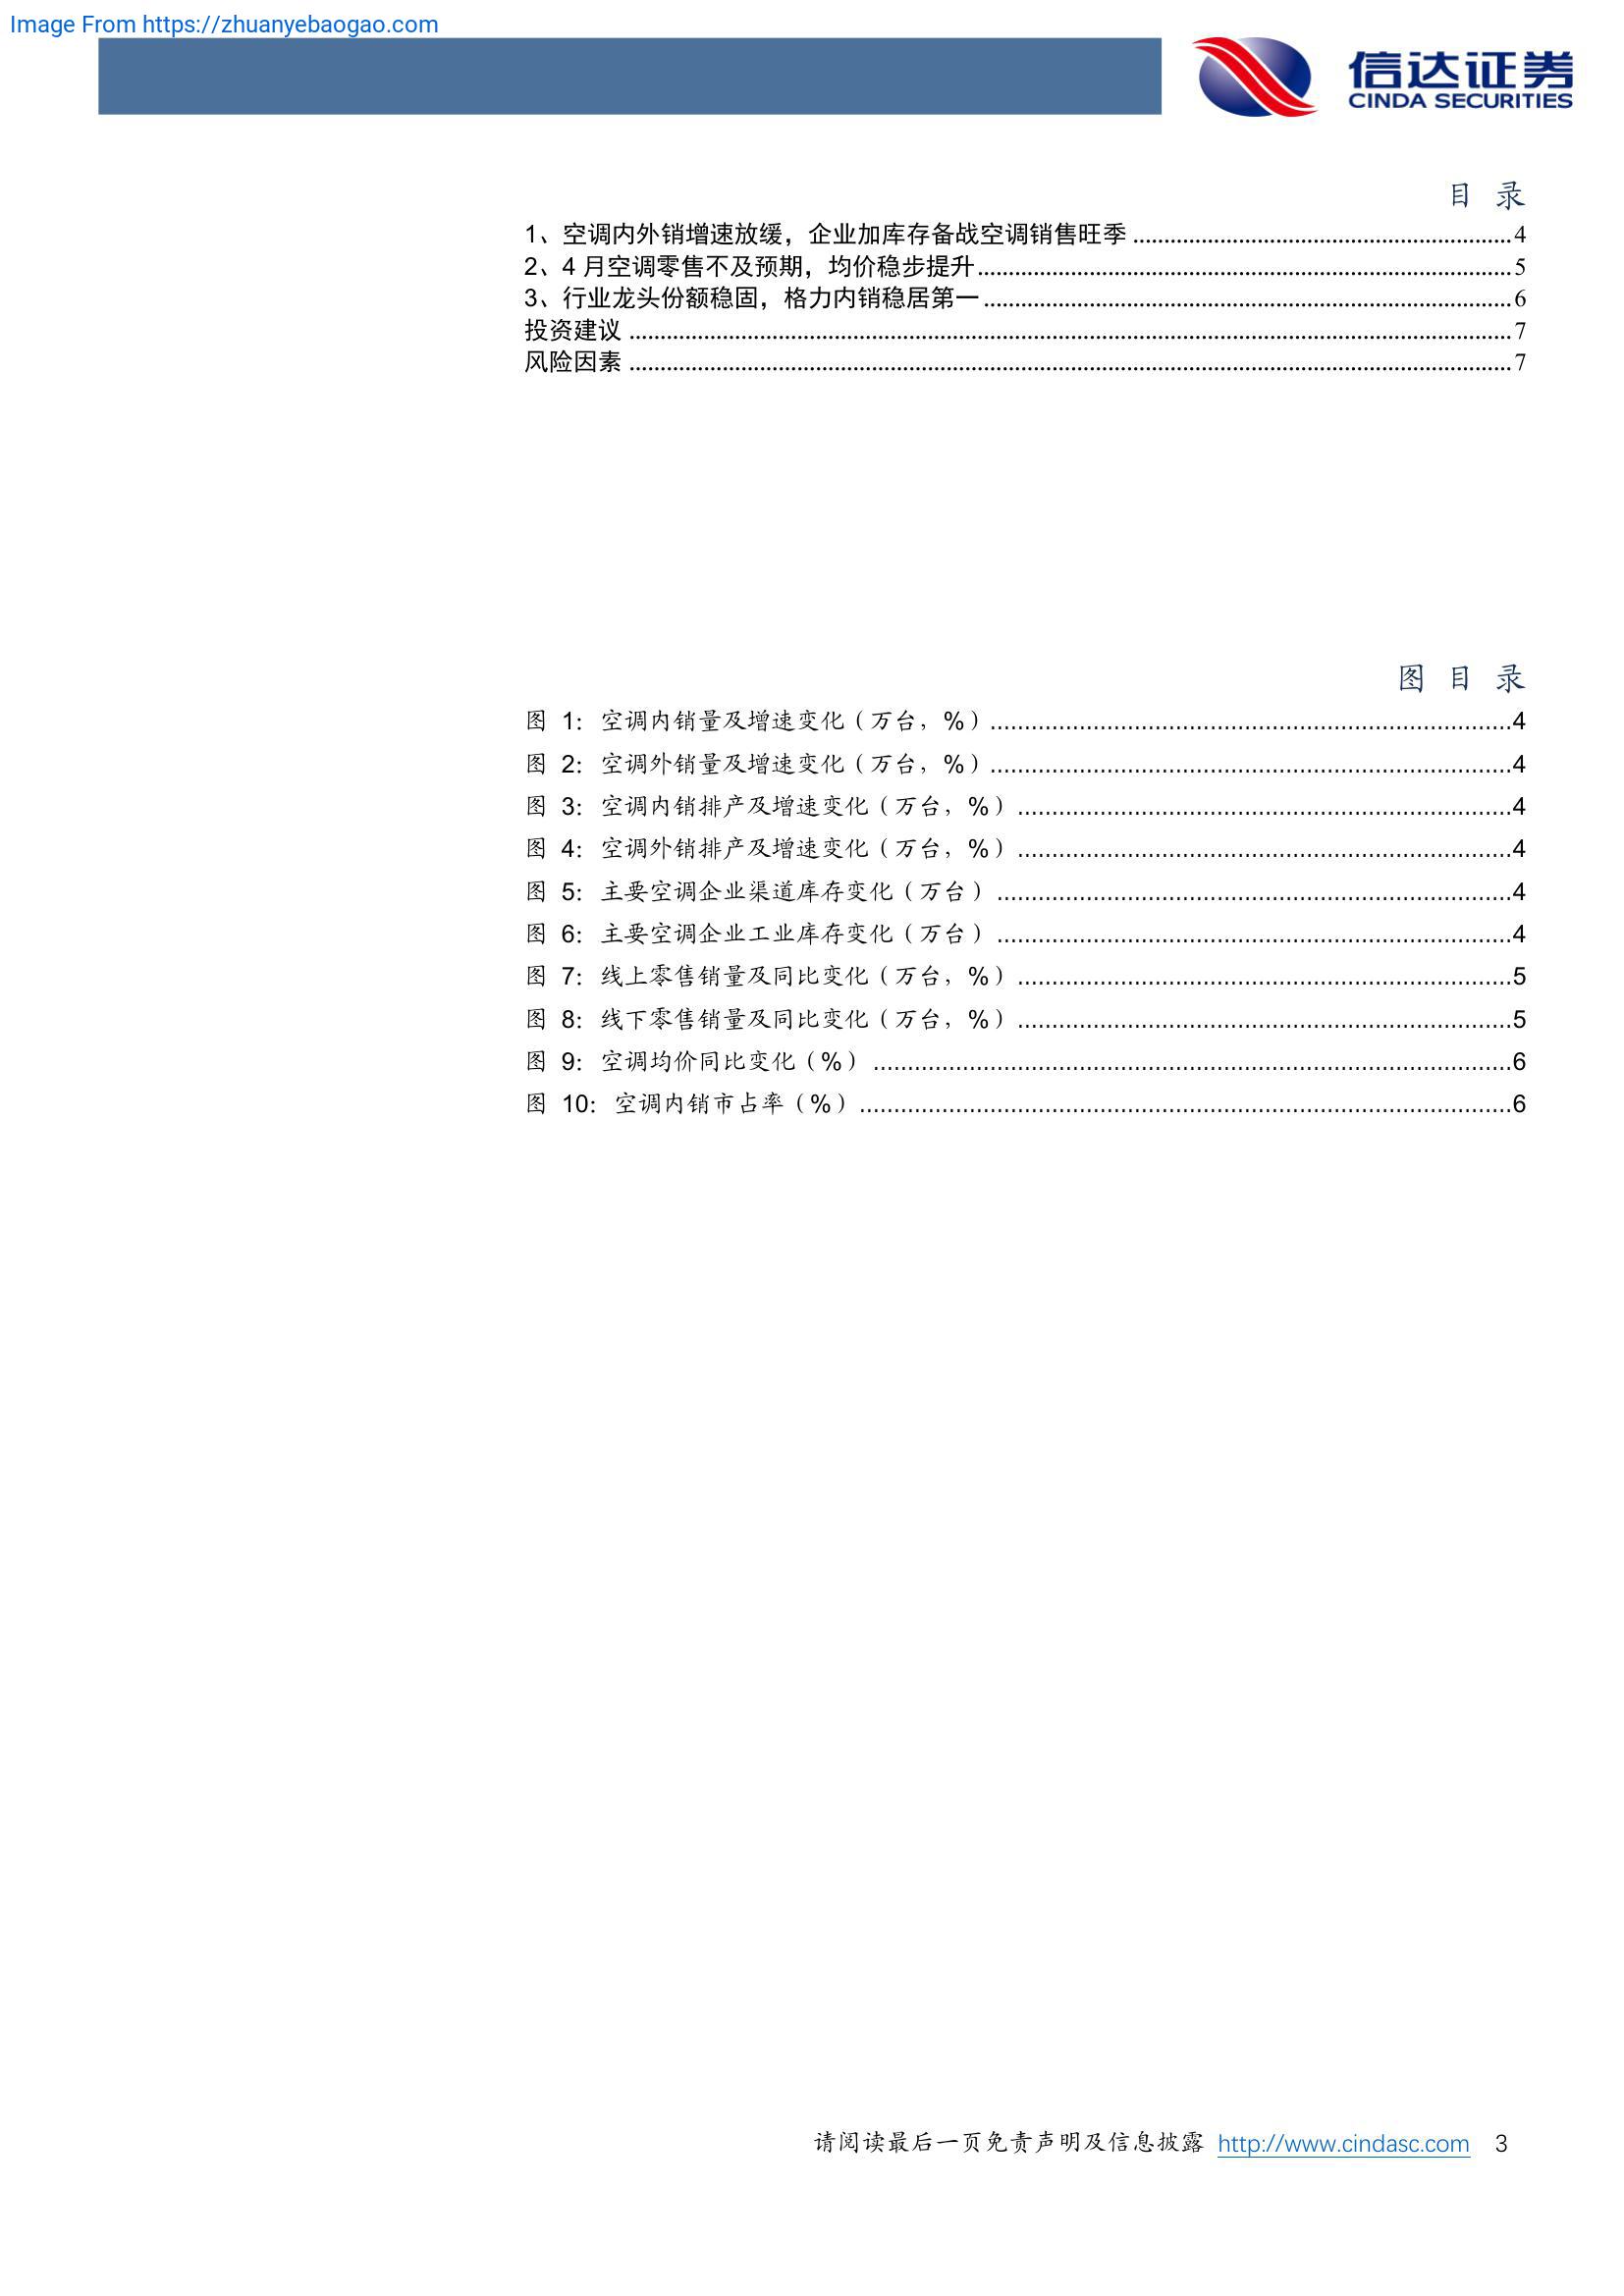 Image From https://zhuanyebaogao.com
信达证券
CINDA SECURITIES
目 录
1、空调内外销增速放缓，企业加库存备战空调销售旺季 ........................................ 4
2、4 月空调零售不及预期，均价稳步提升 ........................................ 5
3、行业龙头份额稳固，格力内销稳居第一 ........................................ 6
投资建议 ........................................ 7
风险因素 ........................................ 7
图 目 录
图 1：空调内销量及增速变化（万台，%） ........................................ 4
图 2：空调外销量及增速变化（万台，%） ........................................ 4
图 3：空调内销排产及增速变化（万台，%） ........................................ 4
图 4：空调外销排产及增速变化（万台，%） ........................................ 4
图 5：主要空调企业渠道库存变化（万台） ........................................ 4
图 6：主要空调企业工业库存变化（万台） ........................................ 4
图 7：线上零售销量及同比变化（万台，%） ........................................ 5
图 8：线下零售销量及同比变化（万台，%） ........................................ 5
图 9：空调均价同比变化（%） ........................................ 6
图 10：空调内销市占率（%） ........................................ 6
请阅读最后一页免责声明及信息披露 http://www.cindasc.com 3